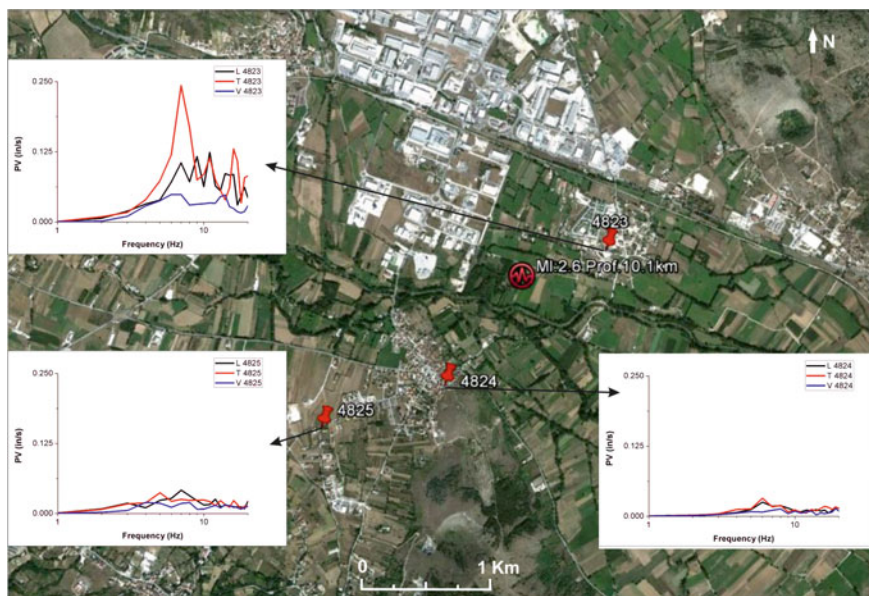 N
L 4823
T 4823
V 4823
0.250
0.125
0.000
PV (in/s)
1
10
Frequency (Hz)
4823
Ml 2.6 Prof 10.1km
L 4825
T 4825
V 4825
0.250
0.125
0.000
PV (in/s)
1
10
Frequency (Hz)
4824
4825
L 4824
T 4824
V 4824
0.250
0.125
0.000
PV (in/s)
1
10
Frequency (Hz)
0
1 Km